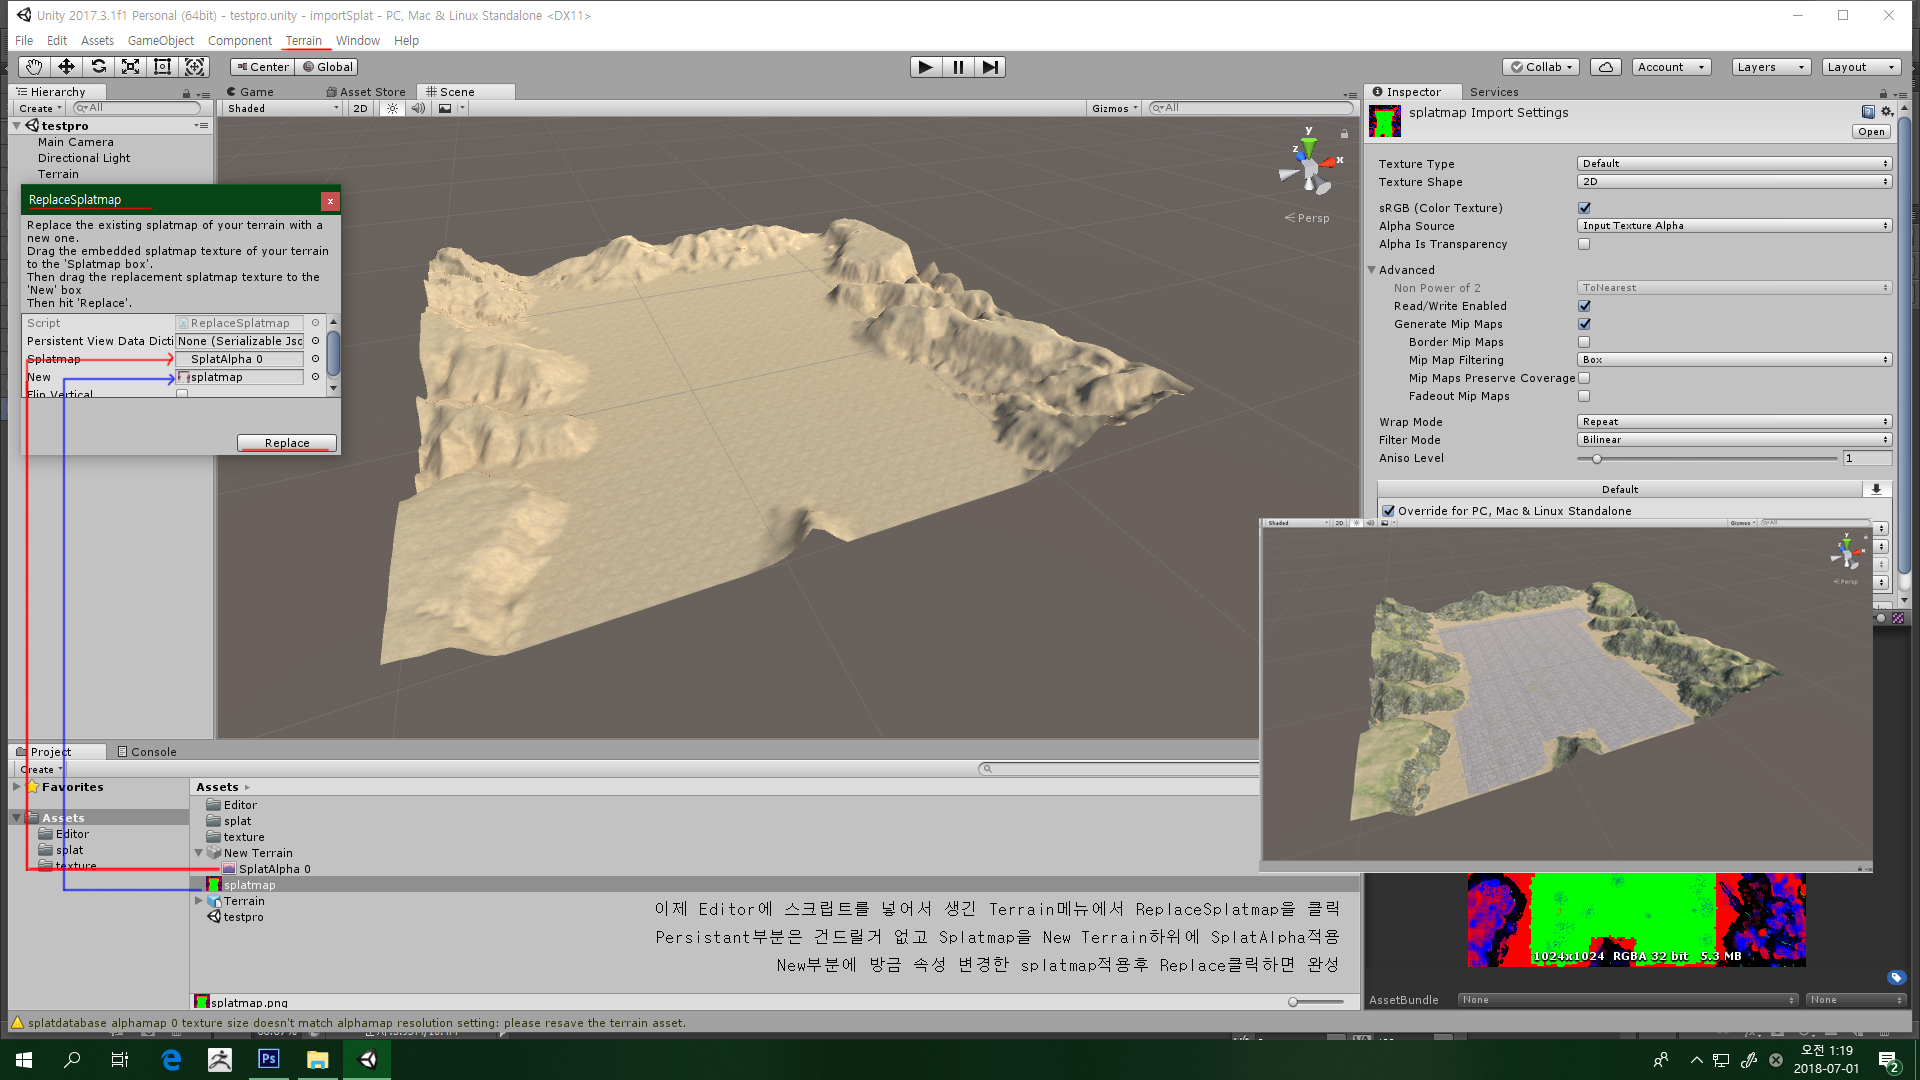 Unity 2017.3.1f1 Personal (64bit) - testpro.unity - importSplat - PC, Mac & Linux Standalone <DX11>
File Edit Assets GameObject Component Terrain Window Help
Center Global
Collab Account Layers Layout
Hierarchy
Create All
testpro
Main Camera
Directional Light
Terrain
Game Asset Store Scene
Shaded 2D Gizmos All
y
z
x
Persp
ReplaceSplatmap
x
Replace the existing splatmap of your terrain with a
new one.
Drag the embedded splatmap texture of your terrain
to the 'Splatmap box'.
Then drag the replacement splatmap texture to the
'New' box
Then hit 'Replace'.
Script ReplaceSplatmap
Persistent View Data Dicti None (Serializable Jsc
Splatmap SplatAlpha 0
New splatmap
Flip Vertical
Replace
Inspector Services
splatmap Import Settings
Open
Texture Type Default
Texture Shape 2D
sRGB (Color Texture)
Alpha Source Input Texture Alpha
Alpha Is Transparency
Advanced
Non Power of 2 ToNearest
Read/Write Enabled
Generate Mip Maps
Border Mip Maps
Mip Map Filtering Box
Mip Maps Preserve Coverage
Fadeout Mip Maps
Wrap Mode Repeat
Filter Mode Bilinear
Aniso Level 1
Default
Override for PC, Mac & Linux Standalone
Shaded 2D Gizmos All
y
x
Persp
Project Console
Create
Favorites
Assets
Editor
splat
texture
Assets
Editor
splat
texture
New Terrain
SplatAlpha 0
splatmap
Terrain
testpro
이제 Editor에 스크립트를 넣어서 생긴 Terrain메뉴에서 ReplaceSplatmap을 클릭
Persistant부분은 건드릴거 없고 Splatmap을 New Terrain하위에 SplatAlpha적용
New부분에 방금 속성 변경한 splatmap적용후 Replace클릭하면 완성
splatmap.png
1024x1024 RGBA 32 bit 5.3 MB
AssetBundle None None
splatdatabase alphamap 0 texture size doesn't match alphamap resolution setting: please resave the terrain asset.
Ps
오전 1:19
2018-07-01
2